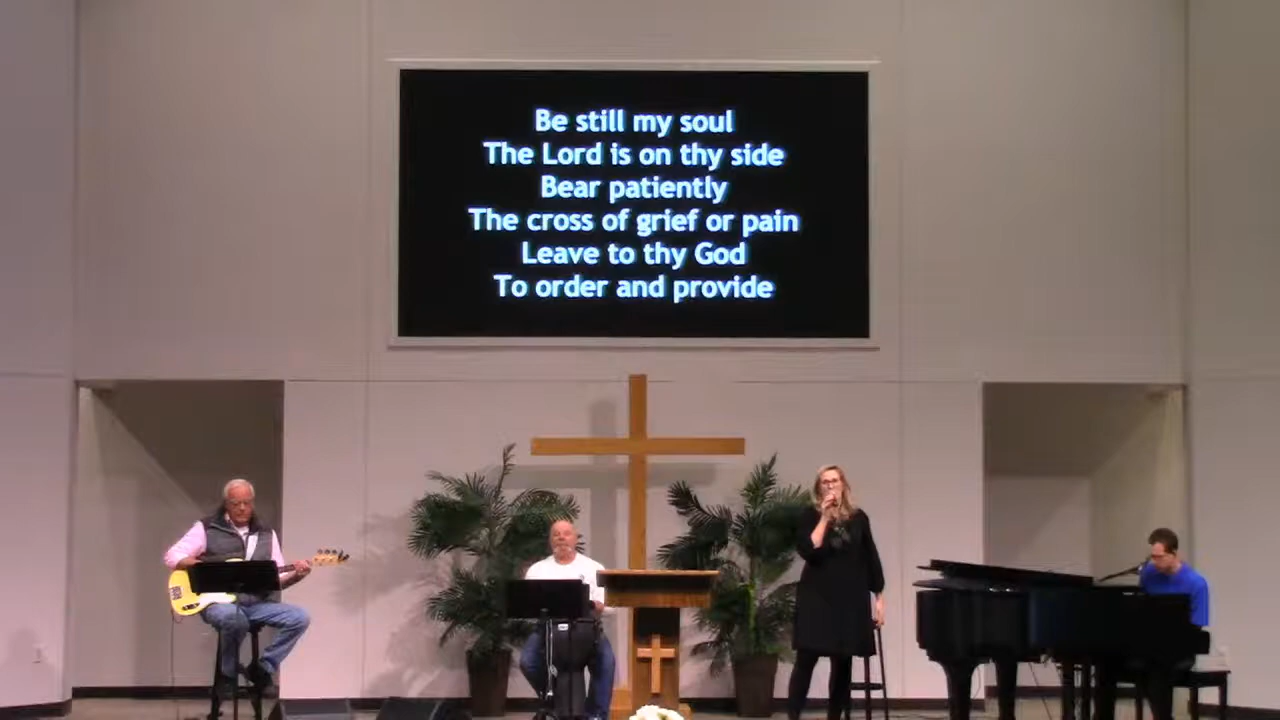 Be still my soul
The Lord is on thy side
Bear patiently
The cross of grief or pain
Leave to thy God
To order and provide